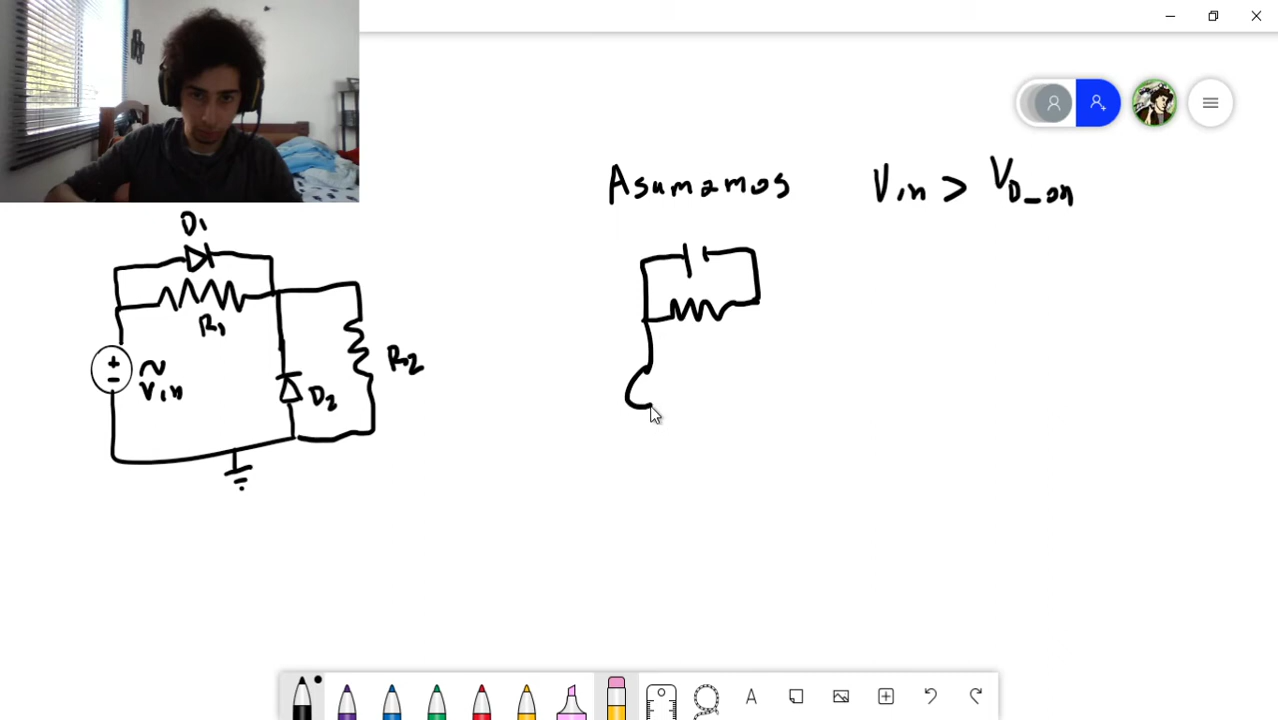 Asumamos Vin > VD_on
D1
R1
+
-
~
Vin
D2
R2
+
-
A